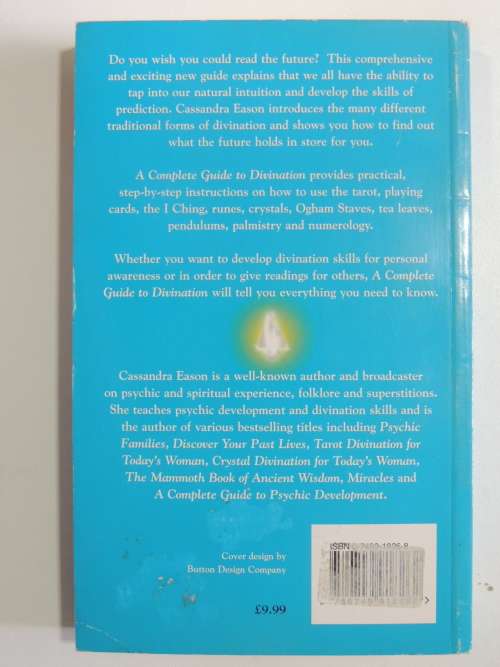 Do you wish you could read the future? This comprehensive
and exciting new guide explains that we all have the ability to
tap into our natural intuition and develop the skills of
prediction. Cassandra Eason introduces the many different
traditional forms of divination and shows you how to find out
what the future holds in store for you.
A Complete Guide to Divination provides practical,
step-by-step instructions on how to use the tarot, playing
cards, the I Ching, runes, crystals, Ogham Staves, tea leaves,
pendulums, palmistry and numerology.
Whether you want to develop divination skills for personal
awareness or in order to give readings for others, A Complete
Guide to Divination will tell you everything you need to know.
Cassandra Eason is a well-known author and broadcaster
on psychic and spiritual experience, folklore and superstitions.
She teaches psychic development and divination skills and is
the author of various bestselling titles including Psychic
Families, Discover Your Past Lives, Tarot Divination for
Today's Woman, Crystal Divination for Today's Woman,
The Mammoth Book of Ancient Wisdom, Miracles and
A Complete Guide to Psychic Development.
ISBN
Cover design by
Button Design Company
£9.99